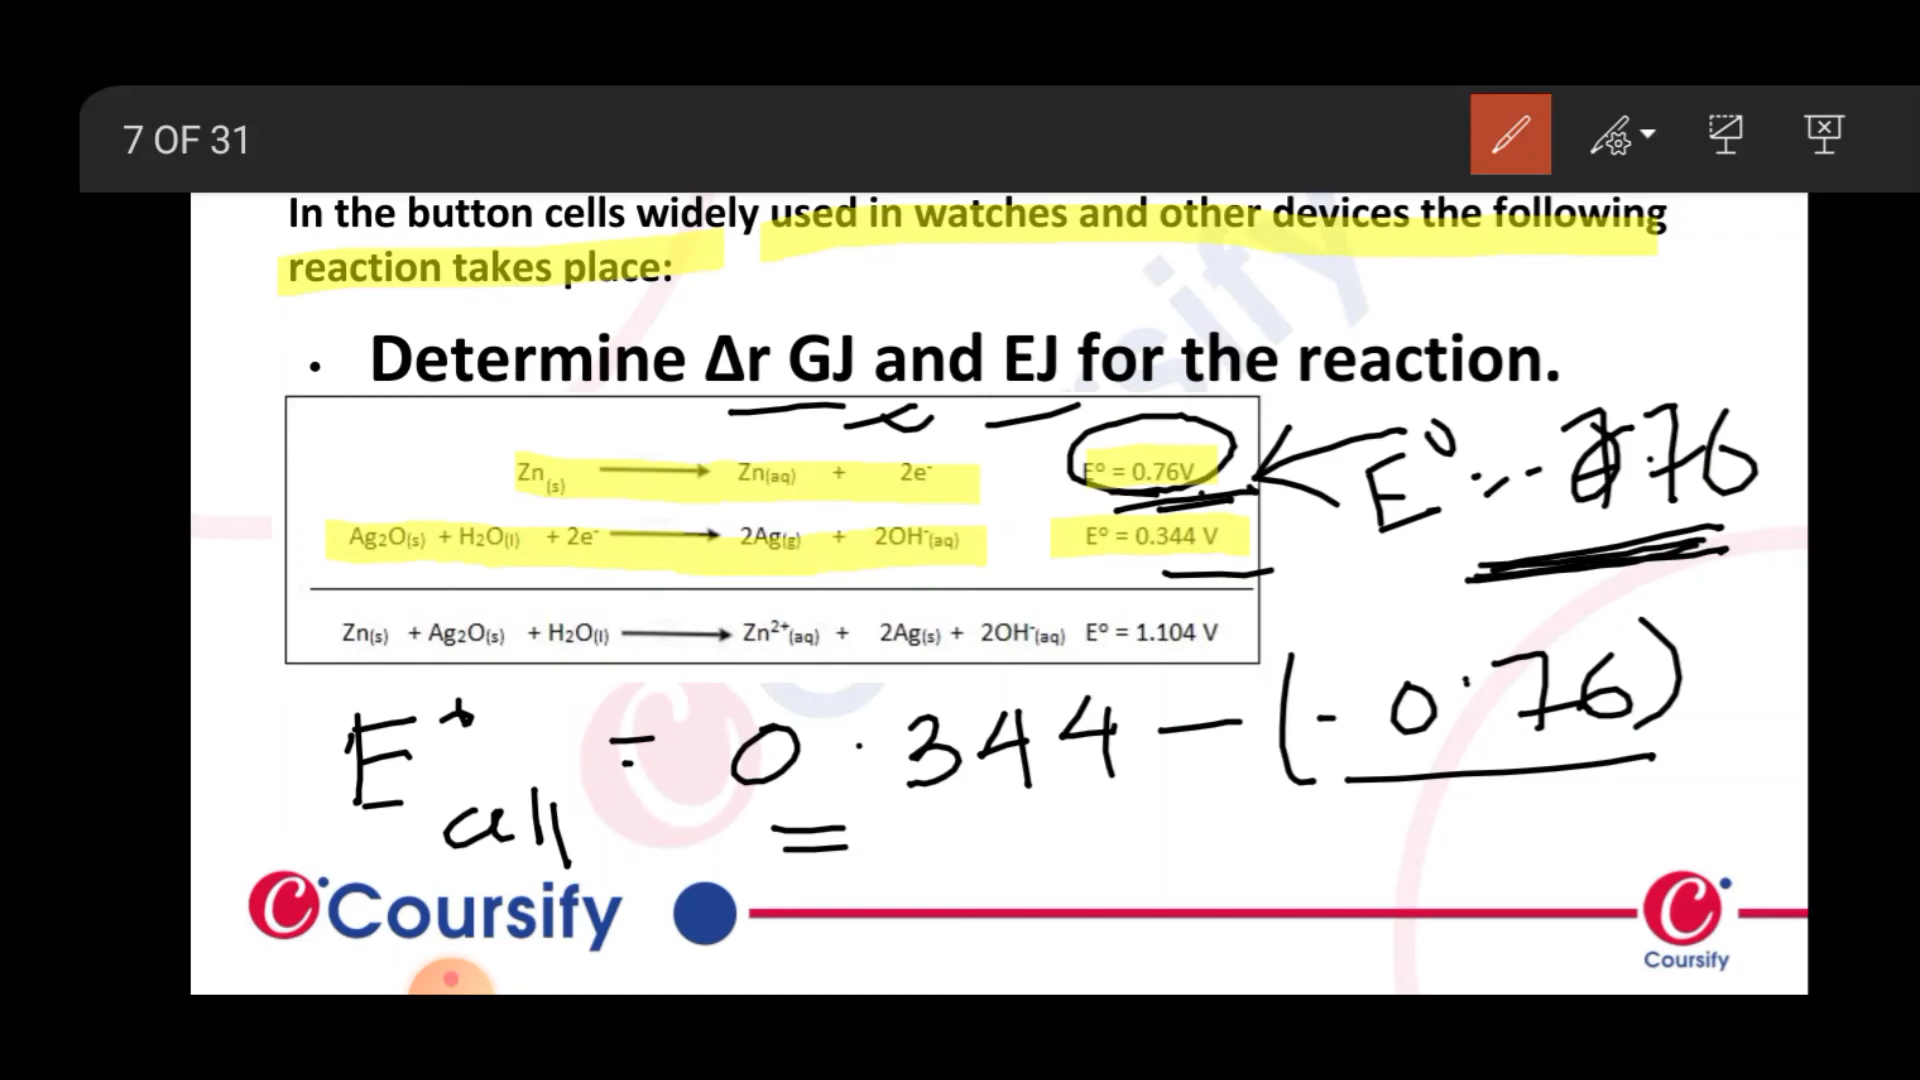 7 OF 31
In the button cells widely used in watches and other devices the following
reaction takes place:
• Determine Δr GJ and EJ for the reaction.
Zn(s) ⟶ Zn(aq) + 2e⁻ E° = 0.76V
E° = - 0.76
Ag2O(s) + H2O(l) + 2e⁻ ⟶ 2Ag(g) + 2OH⁻(aq) E° = 0.344 V
Zn(s) + Ag2O(s) + H2O(l) ⟶ Zn²⁺(aq) + 2Ag(s) + 2OH⁻(aq) E° = 1.104 V
E° cell = 0.344 - (- 0.76)
=
Coursify
Coursify